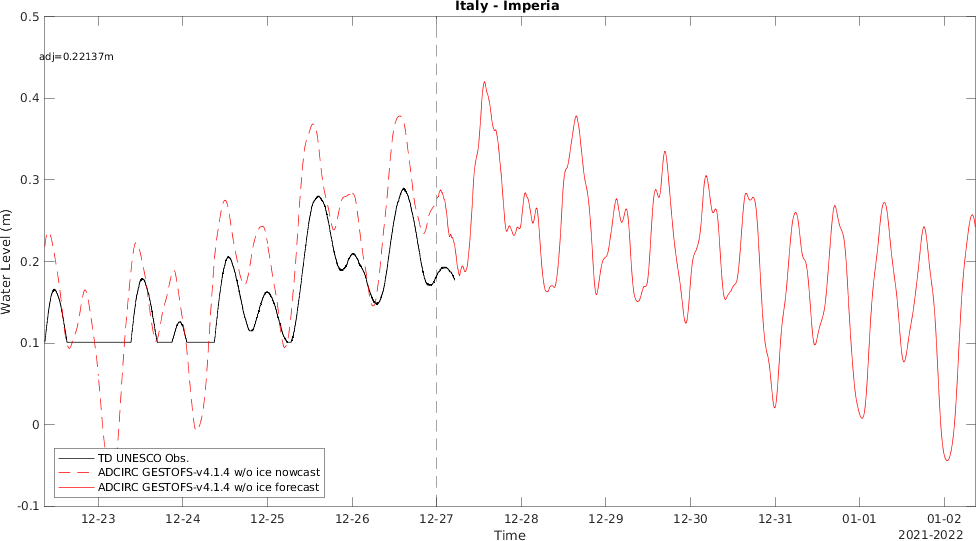 Italy - Imperia
adj=0.22137m
Water Level (m)
0.5
0.4
0.3
0.2
0.1
0
-0.1
TD UNESCO Obs.
ADCIRC GESTOFS-v4.1.4 w/o ice nowcast
ADCIRC GESTOFS-v4.1.4 w/o ice forecast
12-23 12-24 12-25 12-26 12-27 12-28 12-29 12-30 12-31 01-01 01-02
Time
2021-2022